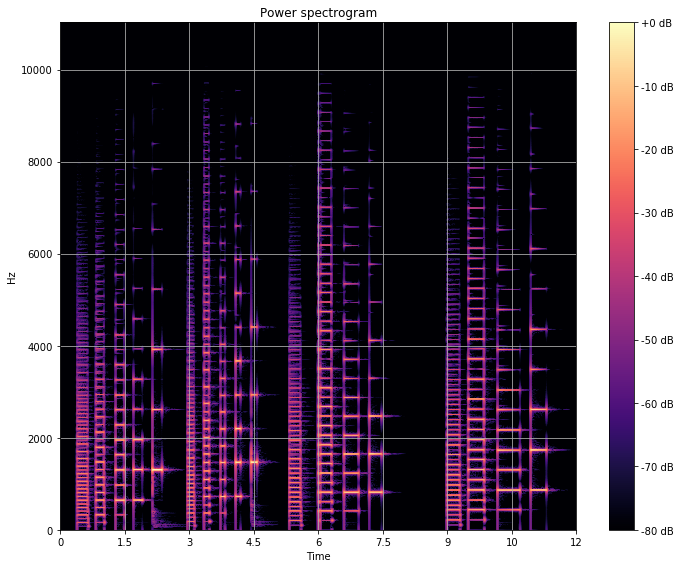 Power spectrogram
Hz
10000
8000
6000
4000
2000
0
0 1.5 3 4.5 6 7.5 9 10 12
Time
+0 dB
-10 dB
-20 dB
-30 dB
-40 dB
-50 dB
-60 dB
-70 dB
-80 dB